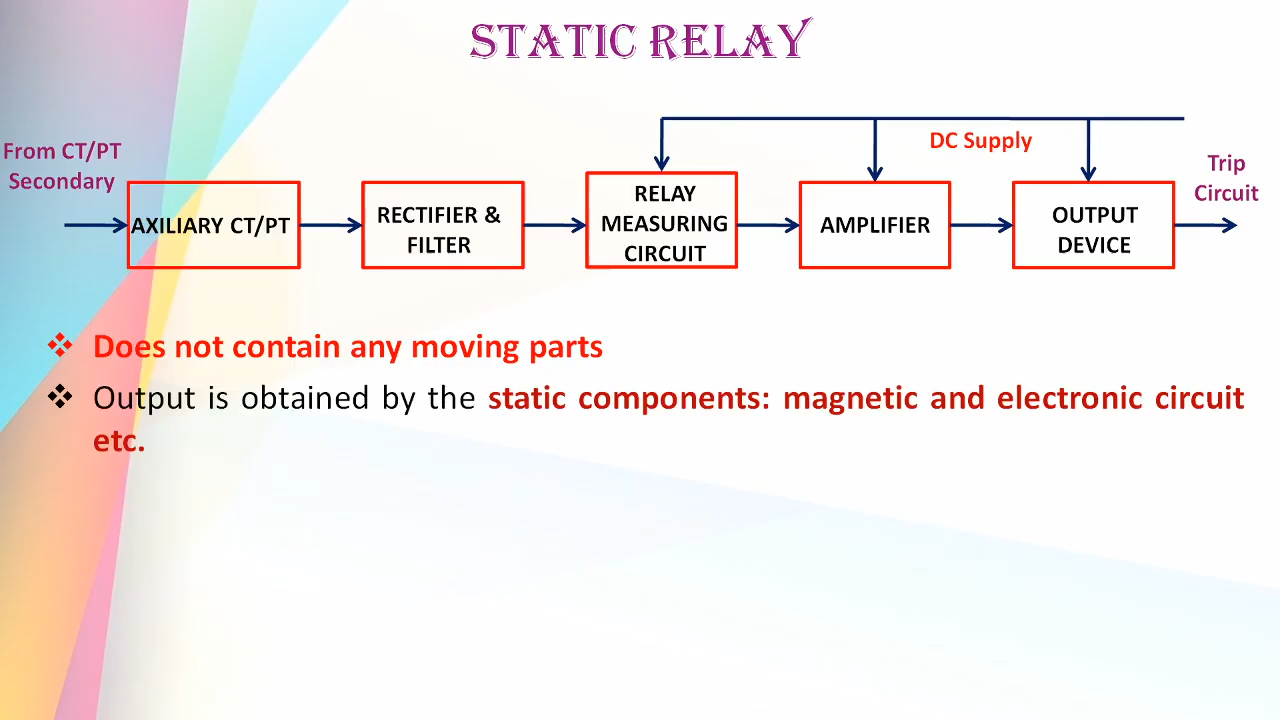 STATIC RELAY
From CT/PT
Secondary
DC Supply
Trip
Circuit
AXILIARY CT/PT
RECTIFIER &
FILTER
RELAY
MEASURING
CIRCUIT
AMPLIFIER
OUTPUT
DEVICE
❖ Does not contain any moving parts
❖ Output is obtained by the static components: magnetic and electronic circuit
etc.